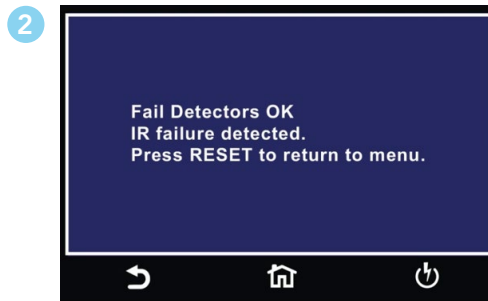 2
Fail Detectors OK
IR failure detected.
Press RESET to return to menu.